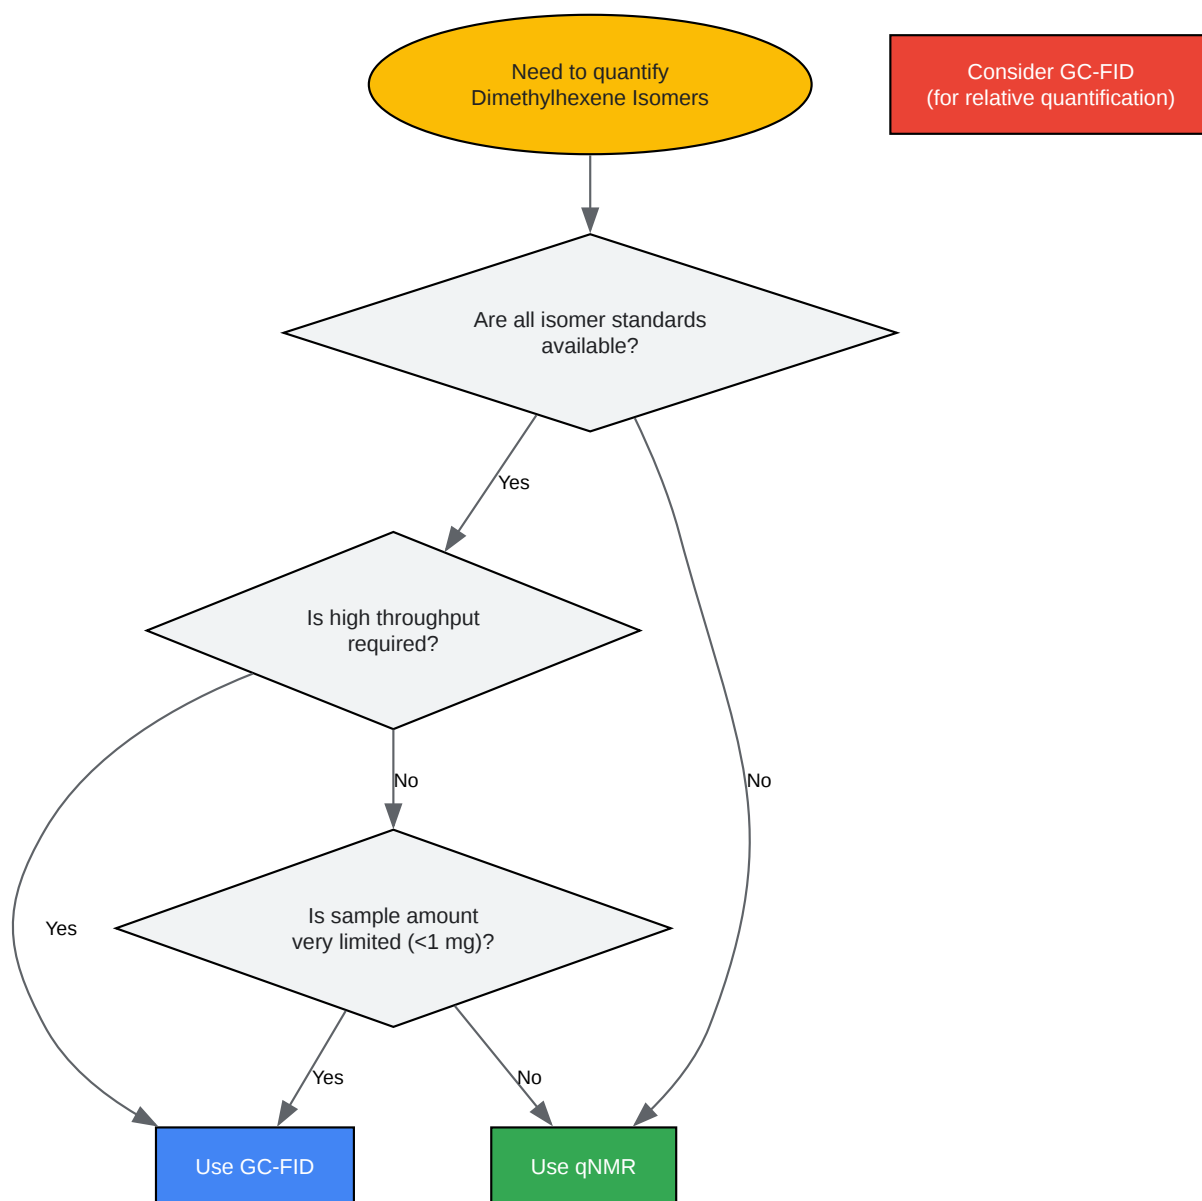 Need to quantify
Dimethylhexene Isomers
Consider GC-FID
(for relative quantification)
Are all isomer standards
available?
Yes
Is high throughput
required?
No
No
Is sample amount
very limited (<1 mg)?
Yes
Yes
No
Use GC-FID
Use qNMR